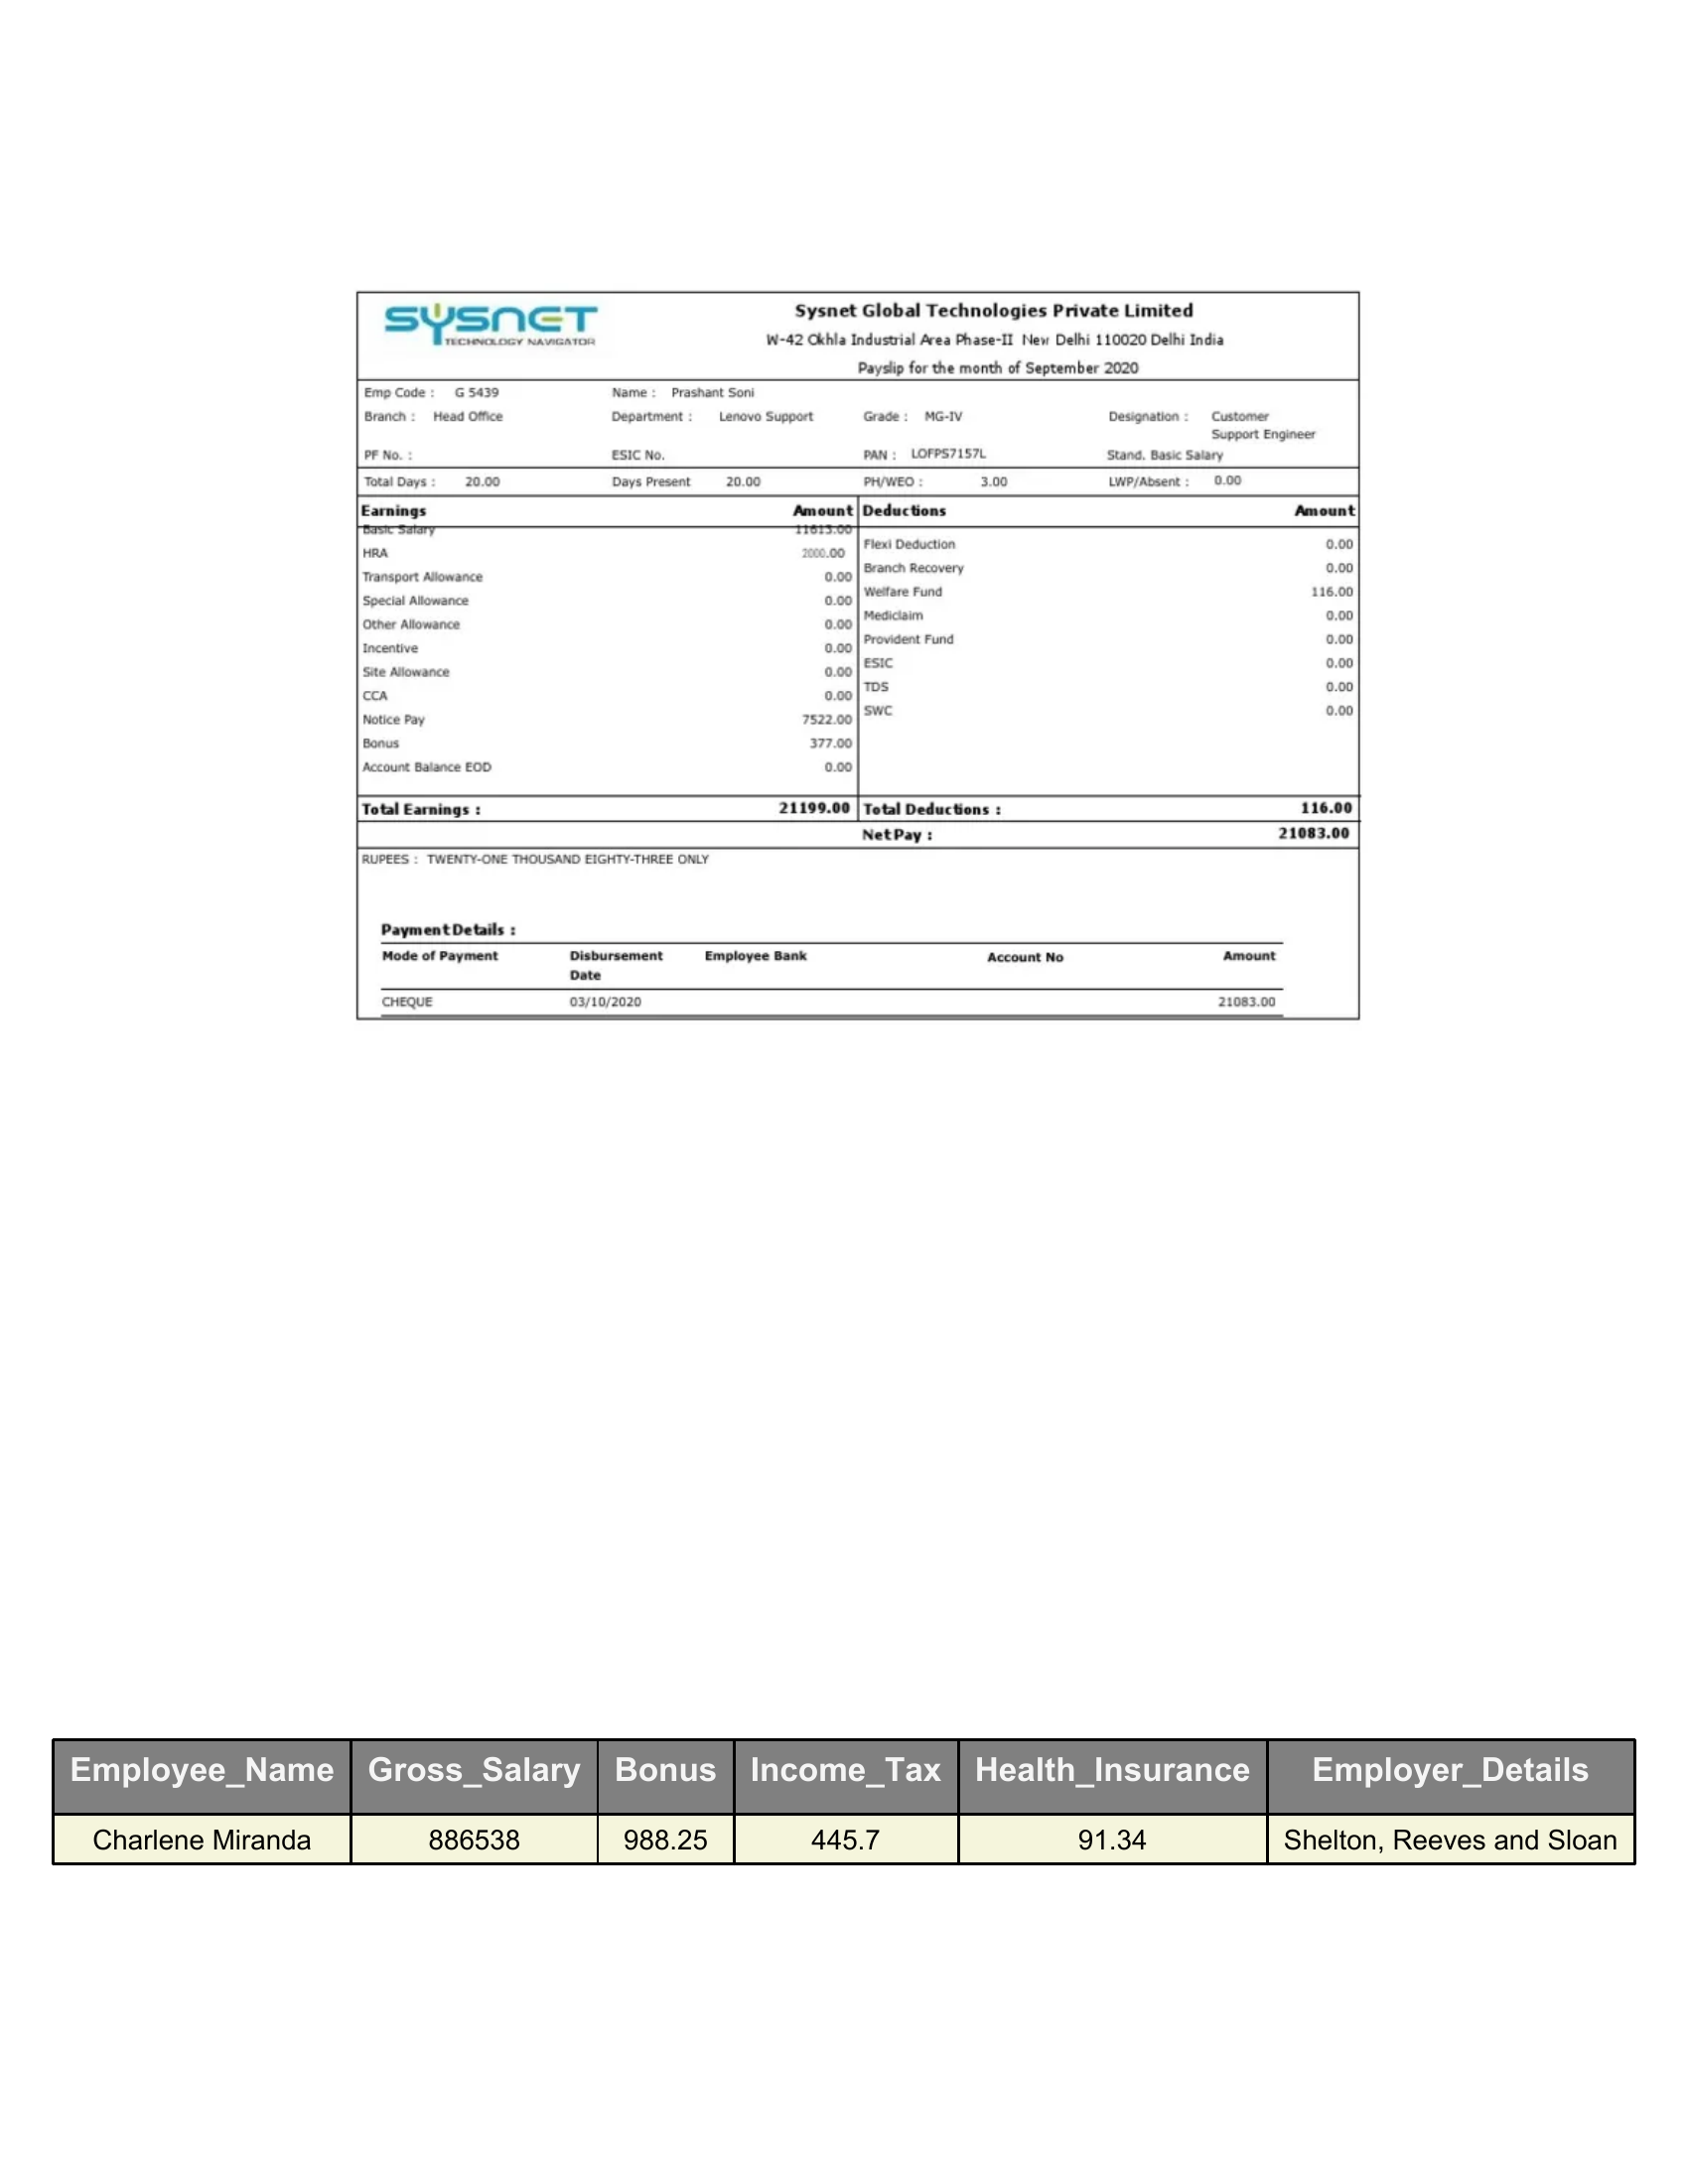 SYSNET
TECHNOLOGY NAVIGATOR
Sysnet Global Technologies Private Limited
W-42 Okhla Industrial Area Phase-II New Delhi 110020 Delhi India
Payslip for the month of September 2020
Emp Code : G 5439 Name : Prashant Soni
Branch : Head Office Department : Lenovo Support Grade : MG-IV Designation : Customer
Support Engineer
PF No. : ESIC No. PAN : LOFPS7157L Stand. Basic Salary
Total Days : 20.00 Days Present 20.00 PH/WEO : 3.00 LWP/Absent : 0.00
Earnings Amount Deductions Amount
Basic Salary 11613.00
Flexi Deduction 0.00
HRA 2000.00
Branch Recovery 0.00
Transport Allowance 0.00
Welfare Fund 116.00
Special Allowance 0.00
Mediclaim 0.00
Other Allowance 0.00
Provident Fund 0.00
Incentive 0.00
ESIC 0.00
Site Allowance 0.00
TDS 0.00
CCA 0.00
SWC 0.00
Notice Pay 7522.00
Bonus 377.00
Account Balance EOD 0.00
Total Earnings : 21199.00 Total Deductions : 116.00
Net Pay : 21083.00
RUPEES : TWENTY-ONE THOUSAND EIGHTY-THREE ONLY
Payment Details :
Mode of Payment Disbursement Employee Bank Account No Amount
Date
CHEQUE 03/10/2020 21083.00
Employee_Name Gross_Salary Bonus Income_Tax Health_Insurance Employer_Details
Charlene Miranda 886538 988.25 445.7 91.34 Shelton, Reeves and Sloan